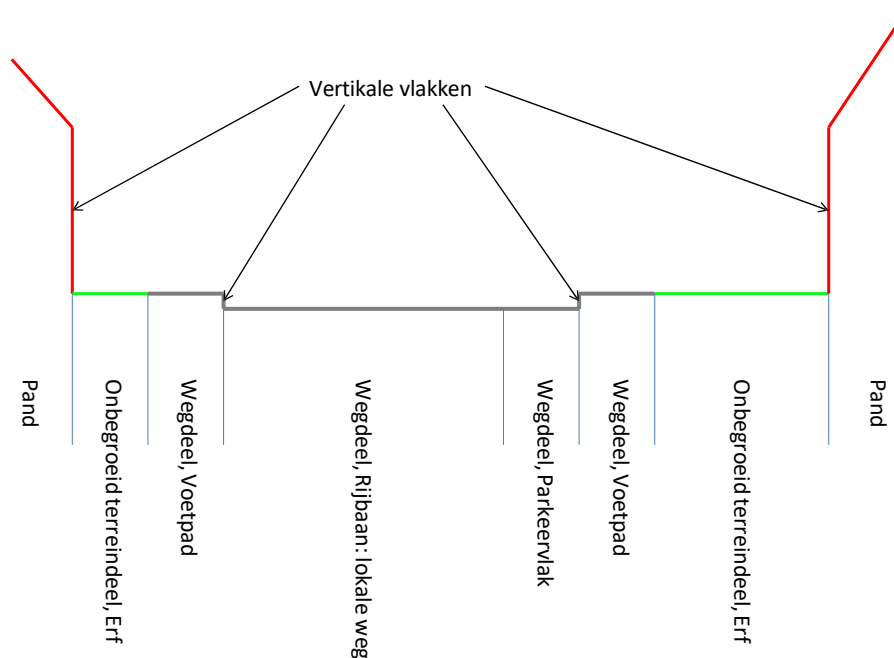 Vertikale vlakken
Pand
Onbegroeid terreindeel, Erf
Wegdeel, Voetpad
Wegdeel, Rijbaan: lokale weg
Wegdeel, Parkeervlak
Wegdeel, Voetpad
Onbegroeid terreindeel, Erf
Pand